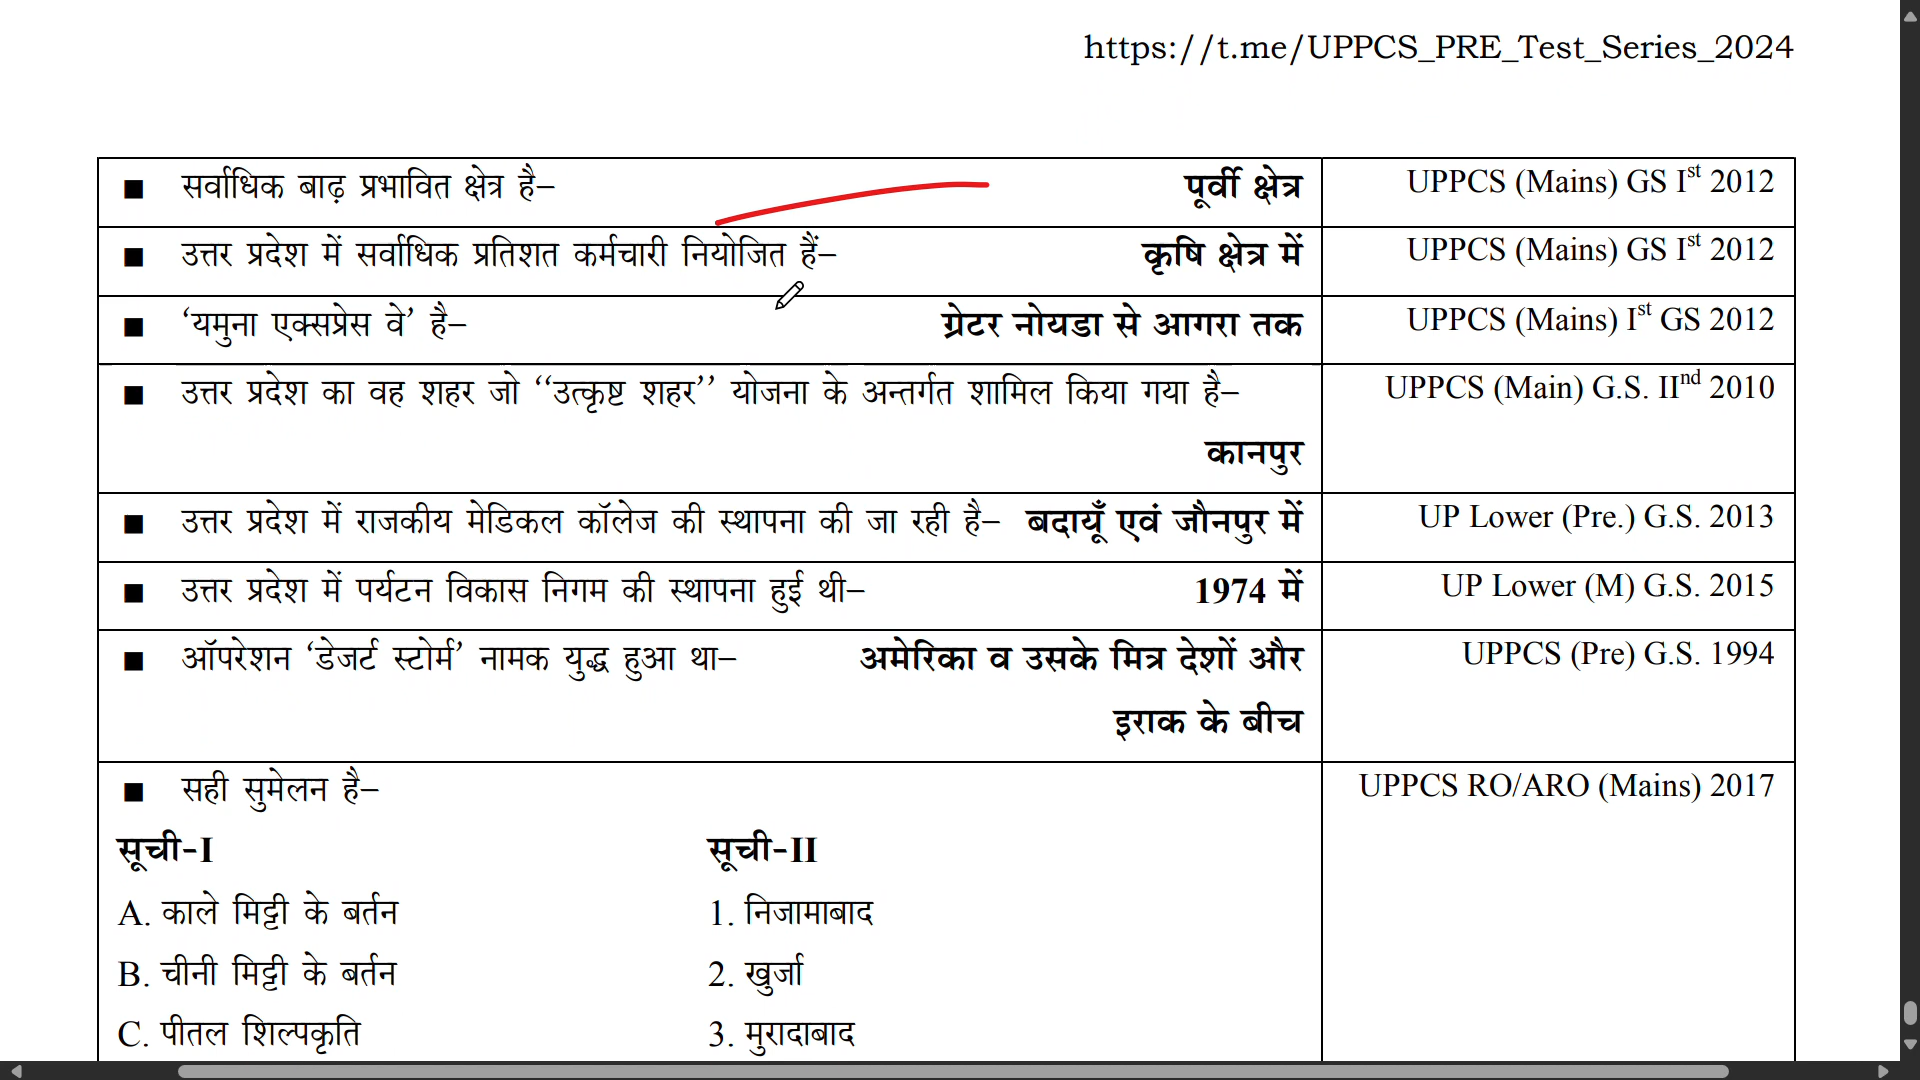 https://t.me/UPPCS_PRE_Test_Series_2024
■ सर्वाधिक बाढ़ प्रभावित क्षेत्र है– पूर्वी क्षेत्र UPPCS (Mains) GS Ist 2012
■ उत्तर प्रदेश में सर्वाधिक प्रतिशत कर्मचारी नियोजित हैं– कृषि क्षेत्र में UPPCS (Mains) GS Ist 2012
■ ‘यमुना एक्सप्रेस वे’ है– ग्रेटर नोयडा से आगरा तक UPPCS (Mains) Ist GS 2012
■ उत्तर प्रदेश का वह शहर जो ‘‘उत्कृष्ट शहर’’ योजना के अन्तर्गत शामिल किया गया है– UPPCS (Main) G.S. IInd 2010
कानपुर
■ उत्तर प्रदेश में राजकीय मेडिकल कॉलेज की स्थापना की जा रही है– बदायूँ एवं जौनपुर में UP Lower (Pre.) G.S. 2013
■ उत्तर प्रदेश में पर्यटन विकास निगम की स्थापना हुई थी– 1974 में UP Lower (M) G.S. 2015
■ ऑपरेशन ‘डेजर्ट स्टोर्म’ नामक युद्ध हुआ था– अमेरिका व उसके मित्र देशों और UPPCS (Pre) G.S. 1994
इराक के बीच
■ सही सुमेलन है– UPPCS RO/ARO (Mains) 2017
सूची-I सूची-II
A. काले मिट्टी के बर्तन 1. निजामाबाद
B. चीनी मिट्टी के बर्तन 2. खुर्जा
C. पीतल शिल्पकृति 3. मुरादाबाद